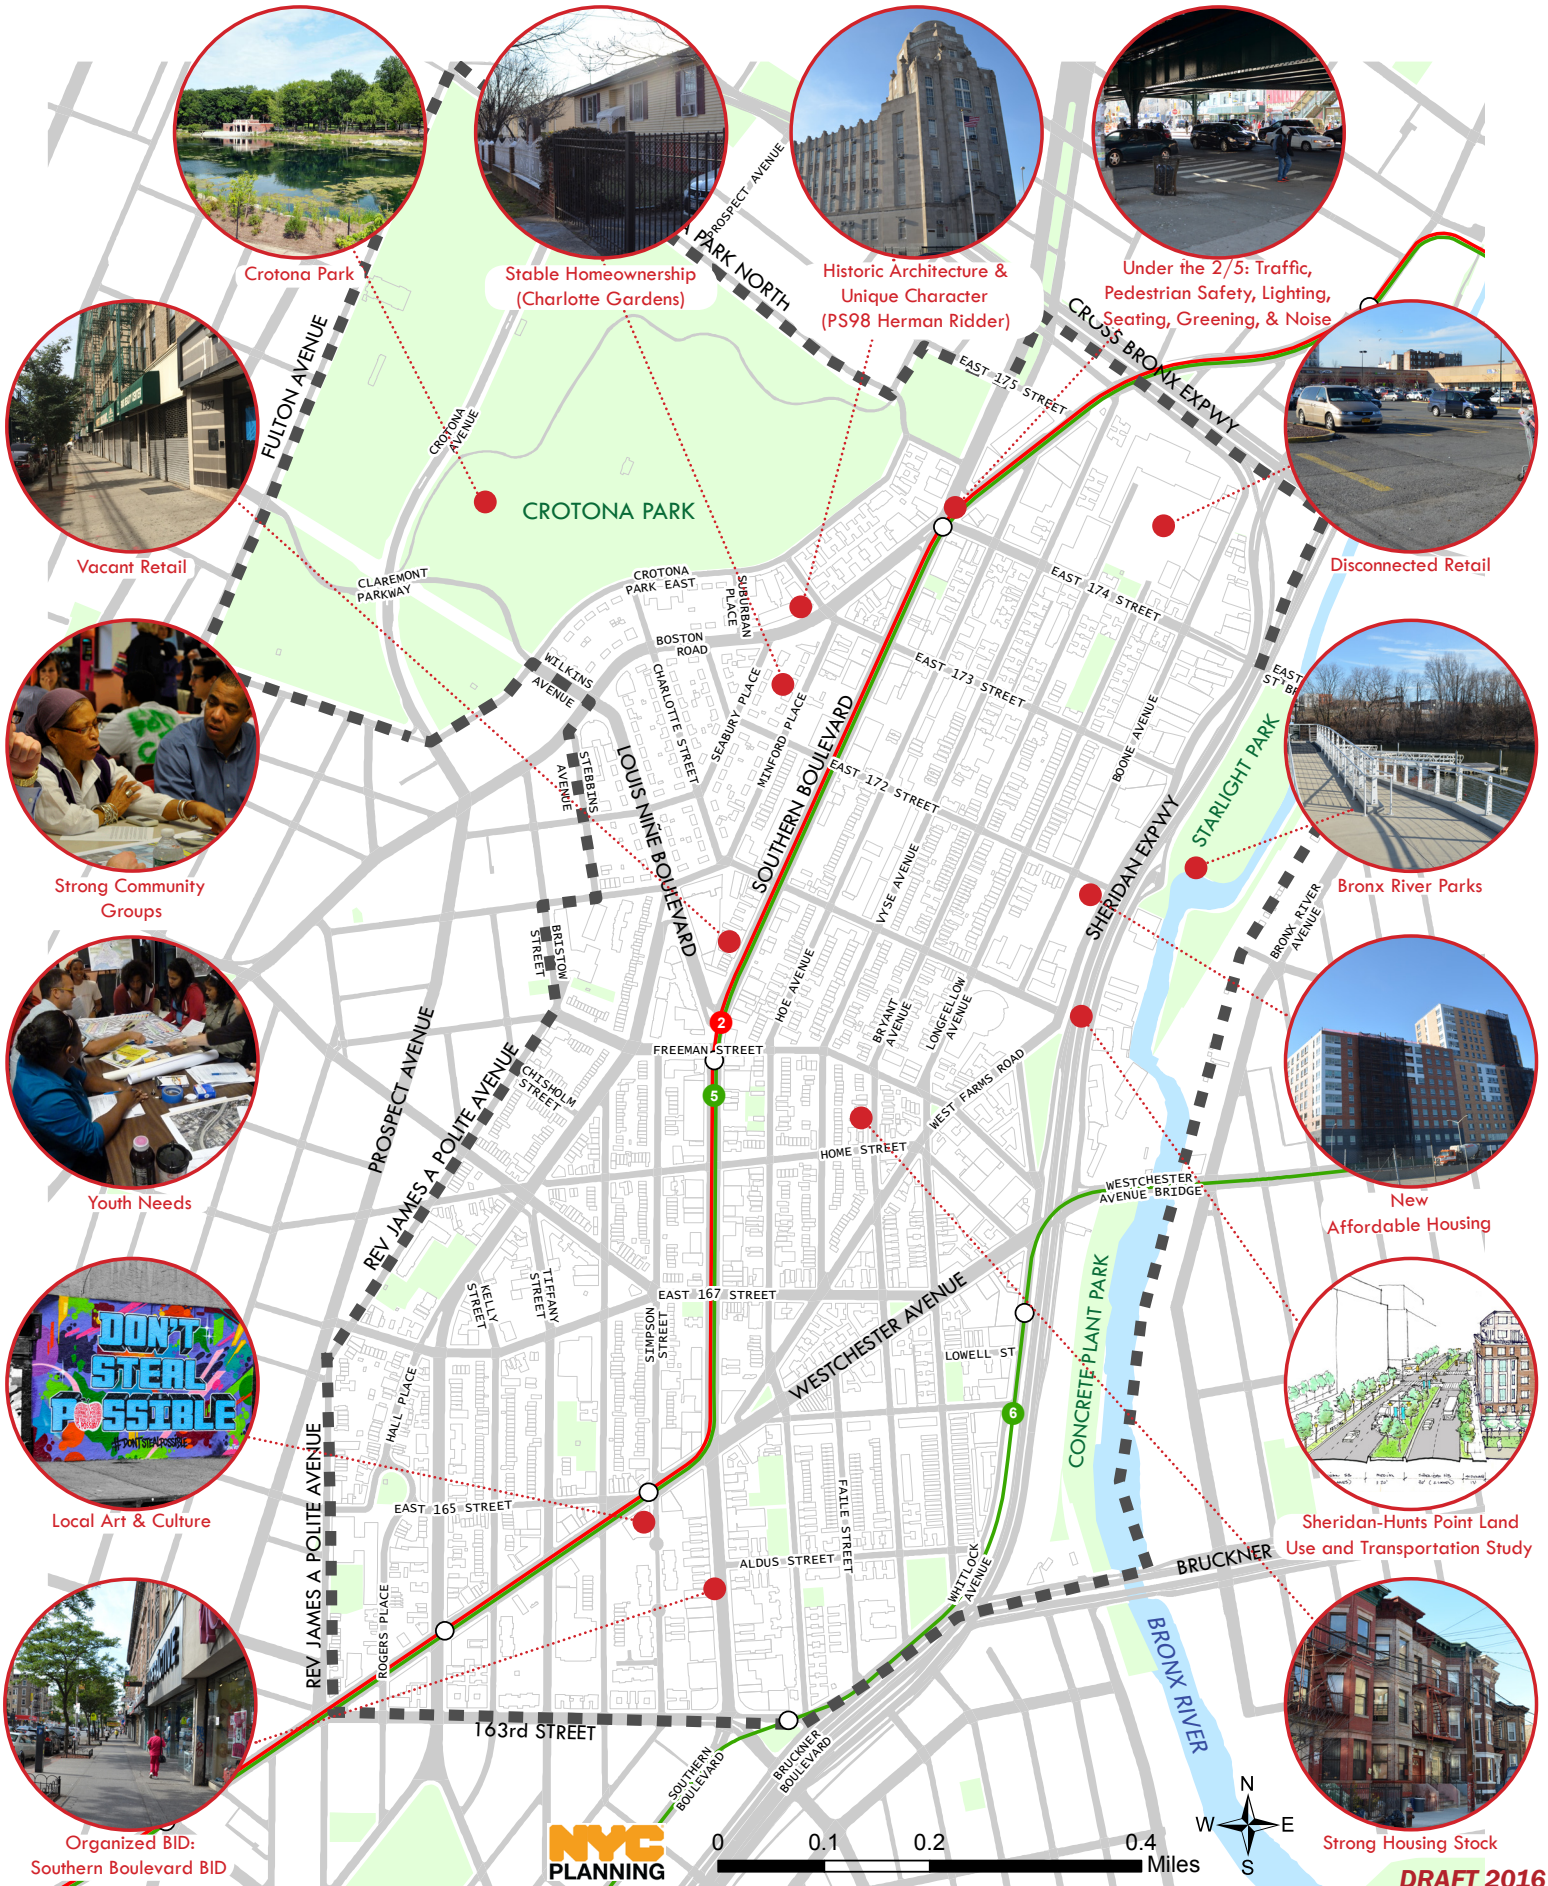 Crotona Park
Stable Homeownership
(Charlotte Gardens)
Historic Architecture &
Unique Character
(PS98 Herman Ridder)
Under the 2/5: Traffic,
Pedestrian Safety, Lighting,
Seating, Greening, & Noise
Vacant Retail
Disconnected Retail
Strong Community
Groups
Bronx River Parks
Youth Needs
New
Affordable Housing
DON'T
STEAL
POSSIBLE
#DONTSTEALPOSSIBLE
Local Art & Culture
Sheridan-Hunts Point Land
Use and Transportation Study
Organized BID:
Southern Boulevard BID
Strong Housing Stock
PROSPECT AVENUE
A PARK NORTH
CROSS BRONX EXPWY
EAST 175 STREET
FULTON AVENUE
CROTONA
AVENUE
CROTONA PARK
CLAREMONT
PARKWAY
CROTONA
PARK EAST
SUBURBAN
PLACE
BOSTON
ROAD
WILKINS
AVENUE
EAST 174 STREET
EAST 173 STREET
EAST 172 STREET
CHARLOTTE STREET
SEABURY PLACE
MINFORD PLACE
SOUTHERN BOULEVARD
BOONE AVENUE
STARLIGHT PARK
SHERIDAN EXPWY
STEBBINS
AVENUE
LOUIS NINE BOULEVARD
VYSE AVENUE
BRISTOW
STREET
BRONX RIVER
AVENUE
HOE AVENUE
BRYANT
AVENUE
LONGFELLOW
AVENUE
2
FREEMAN STREET
5
CHISHOLM
STREET
PROSPECT AVENUE
REV JAMES A POLITE AVENUE
WEST FARMS ROAD
HOME STREET
WESTCHESTER
AVENUE BRIDGE
KELLY
STREET
TIFFANY
STREET
EAST 167 STREET
SIMPSON
STREET
WESTCHESTER AVENUE
LOWELL ST
CONCRETE PLANT PARK
6
HALL PLACE
REV JAMES A POLITE AVENUE
EAST 165 STREET
FAILE STREET
ALDUS STREET
WHITLOCK
AVENUE
BRUCKNER
ROGERS PLACE
163rd STREET
SOUTHERN
BOULEVARD
BRUCKNER
BOULEVARD
BRONX RIVER
NYC
PLANNING
0 0.1 0.2 0.4
Miles
N
W E
S
DRAFT 2016